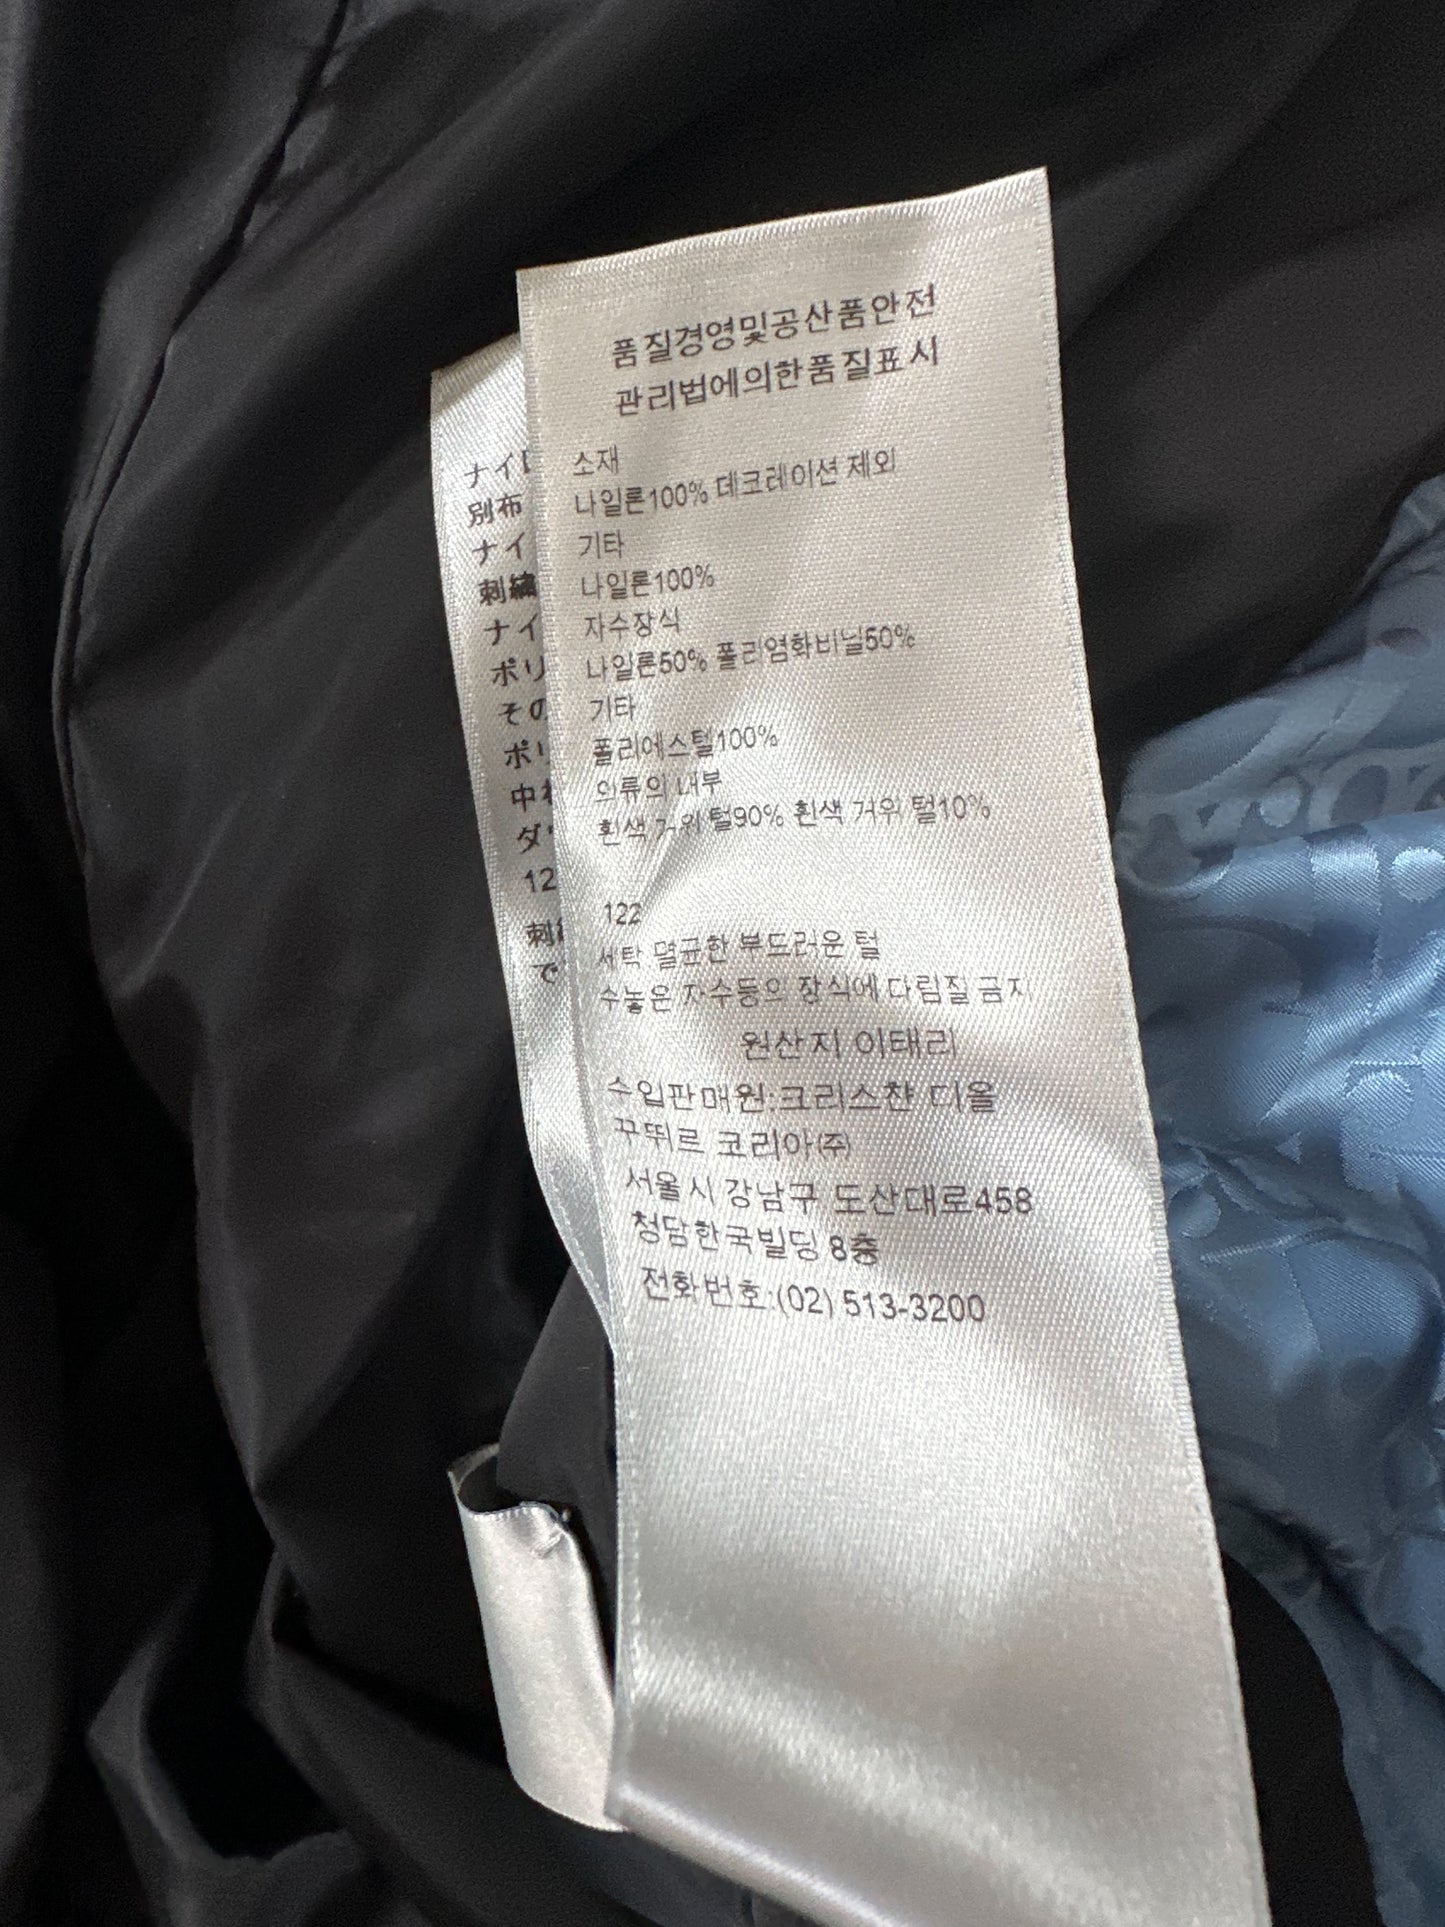 품질경영및공산품안전
관리법에의한품질표시
소재
나일론100% 데크레이션 제외
기타
나일론100%
자수장식
나일론50% 폴리염화비닐50%
기타
폴리에스텔100%
의류의 내부
흰색 거위 털90% 흰색 거위 털10%
122
세탁 멸균한 부드러운 털
수놓은 자수등의 장식에 다림질 금지
원산지 이태리
수입판매원:크리스챤 디올
꾸뛰르 코리아(주)
서울시 강남구 도산대로458
청담한국빌딩 8층
전화번호:(02) 513-3200
ナイ
別布
ナイ
刺繍
ナイ
ポリ
その
ポリ
中
ダ
12
刺
で